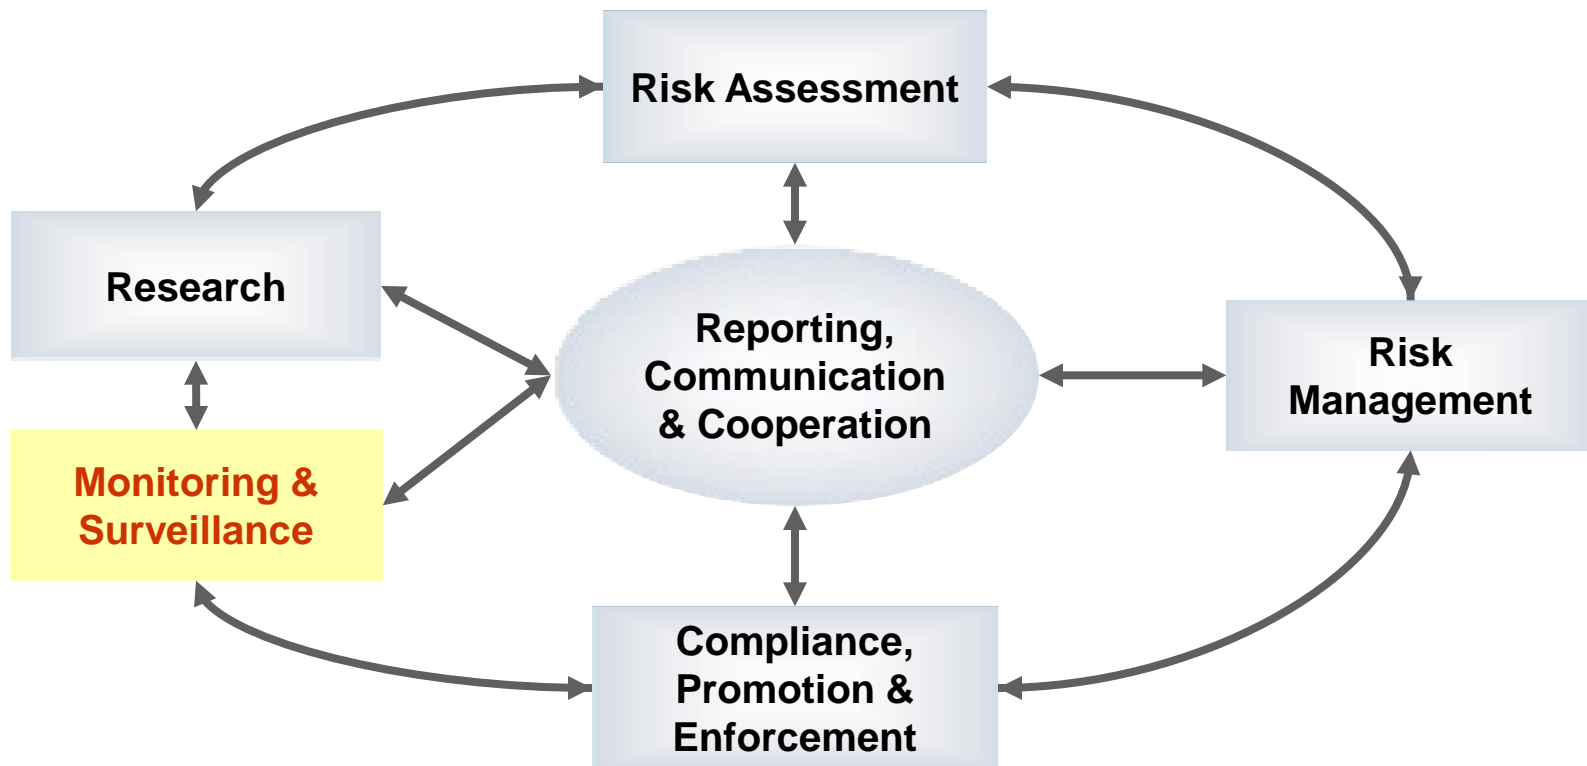 Risk Assessment
Research
Reporting,
Communication
& Cooperation
Risk
Management
Monitoring &
Surveillance
Compliance,
Promotion &
Enforcement